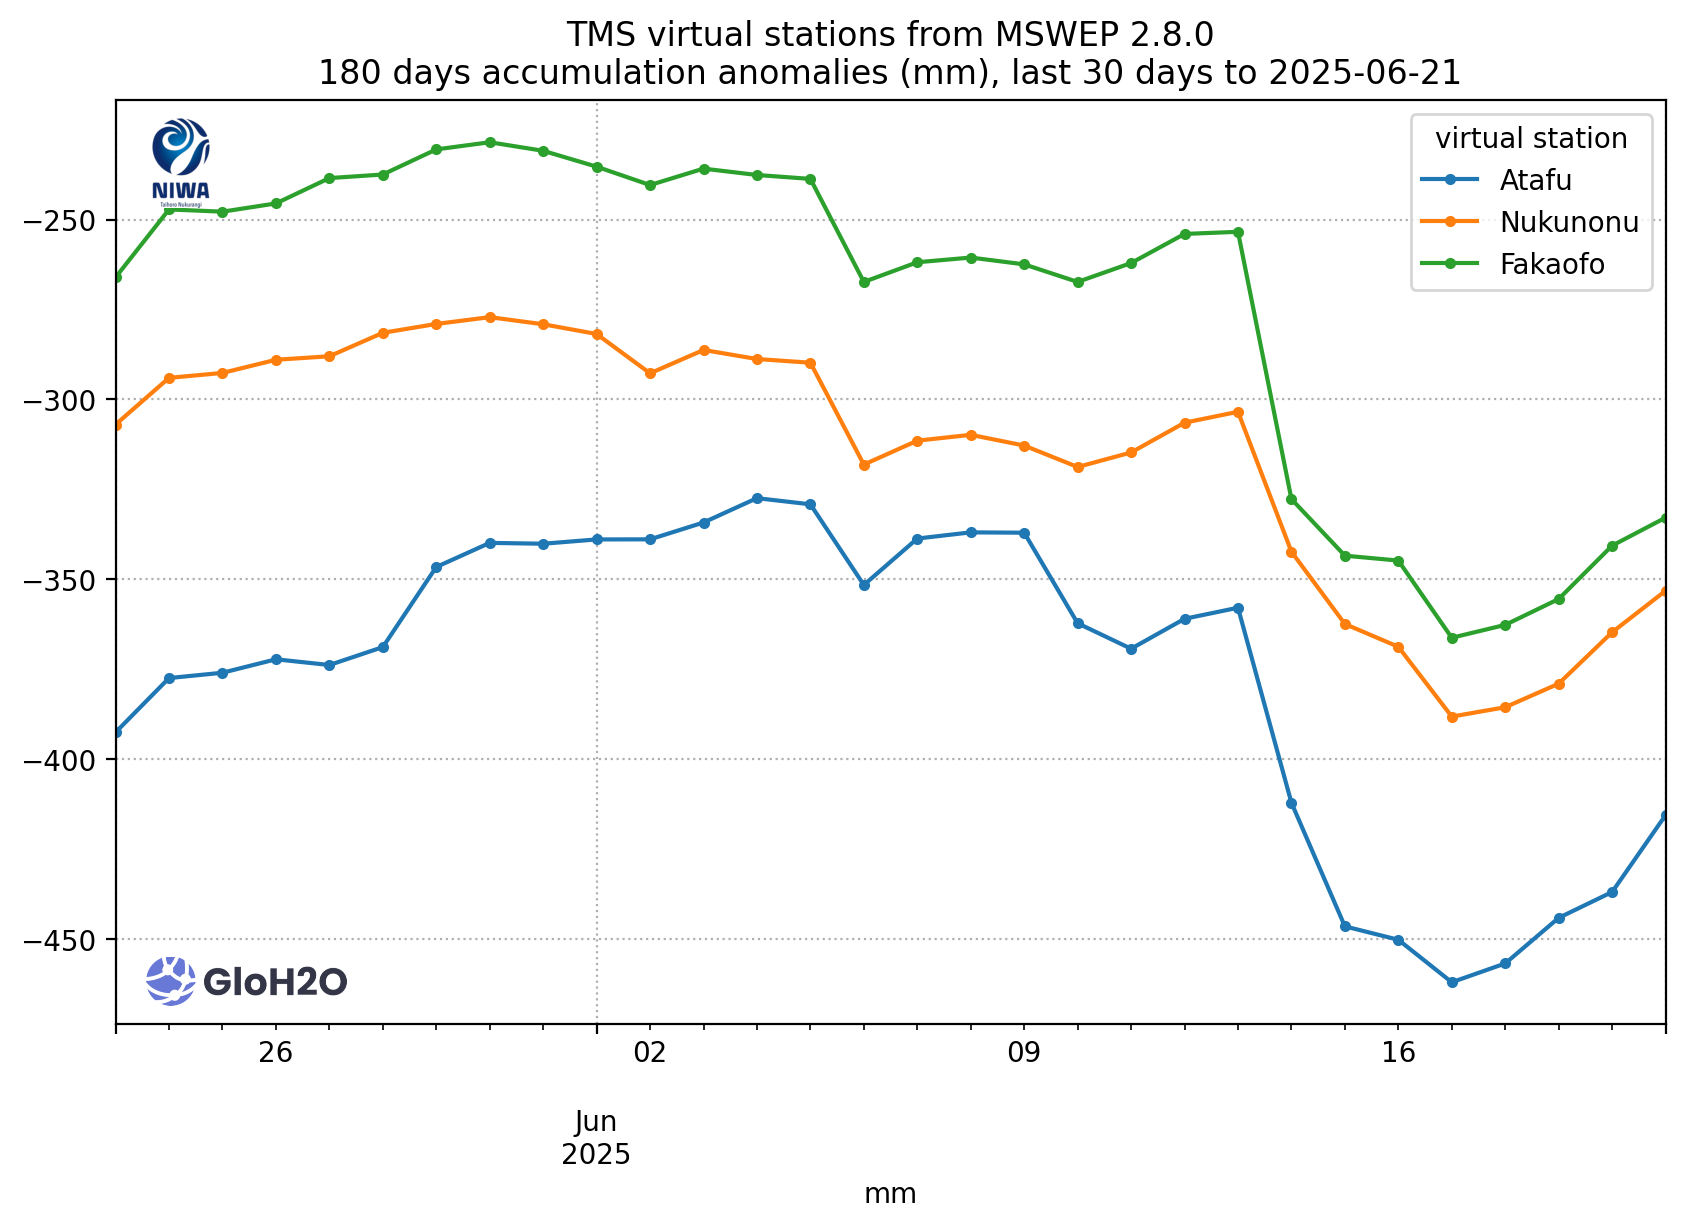 TMS virtual stations from MSWEP 2.8.0
180 days accumulation anomalies (mm), last 30 days to 2025-06-21
NIWA
Taihoro Nukurangi
virtual station
Atafu
Nukunonu
Fakaofo
−250
−300
−350
−400
−450
GloH2O
26
02
09
16
Jun
2025
mm